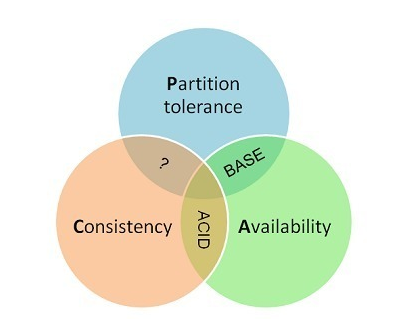 Partition
tolerance
?
BASE
Consistency
ACID
Availability